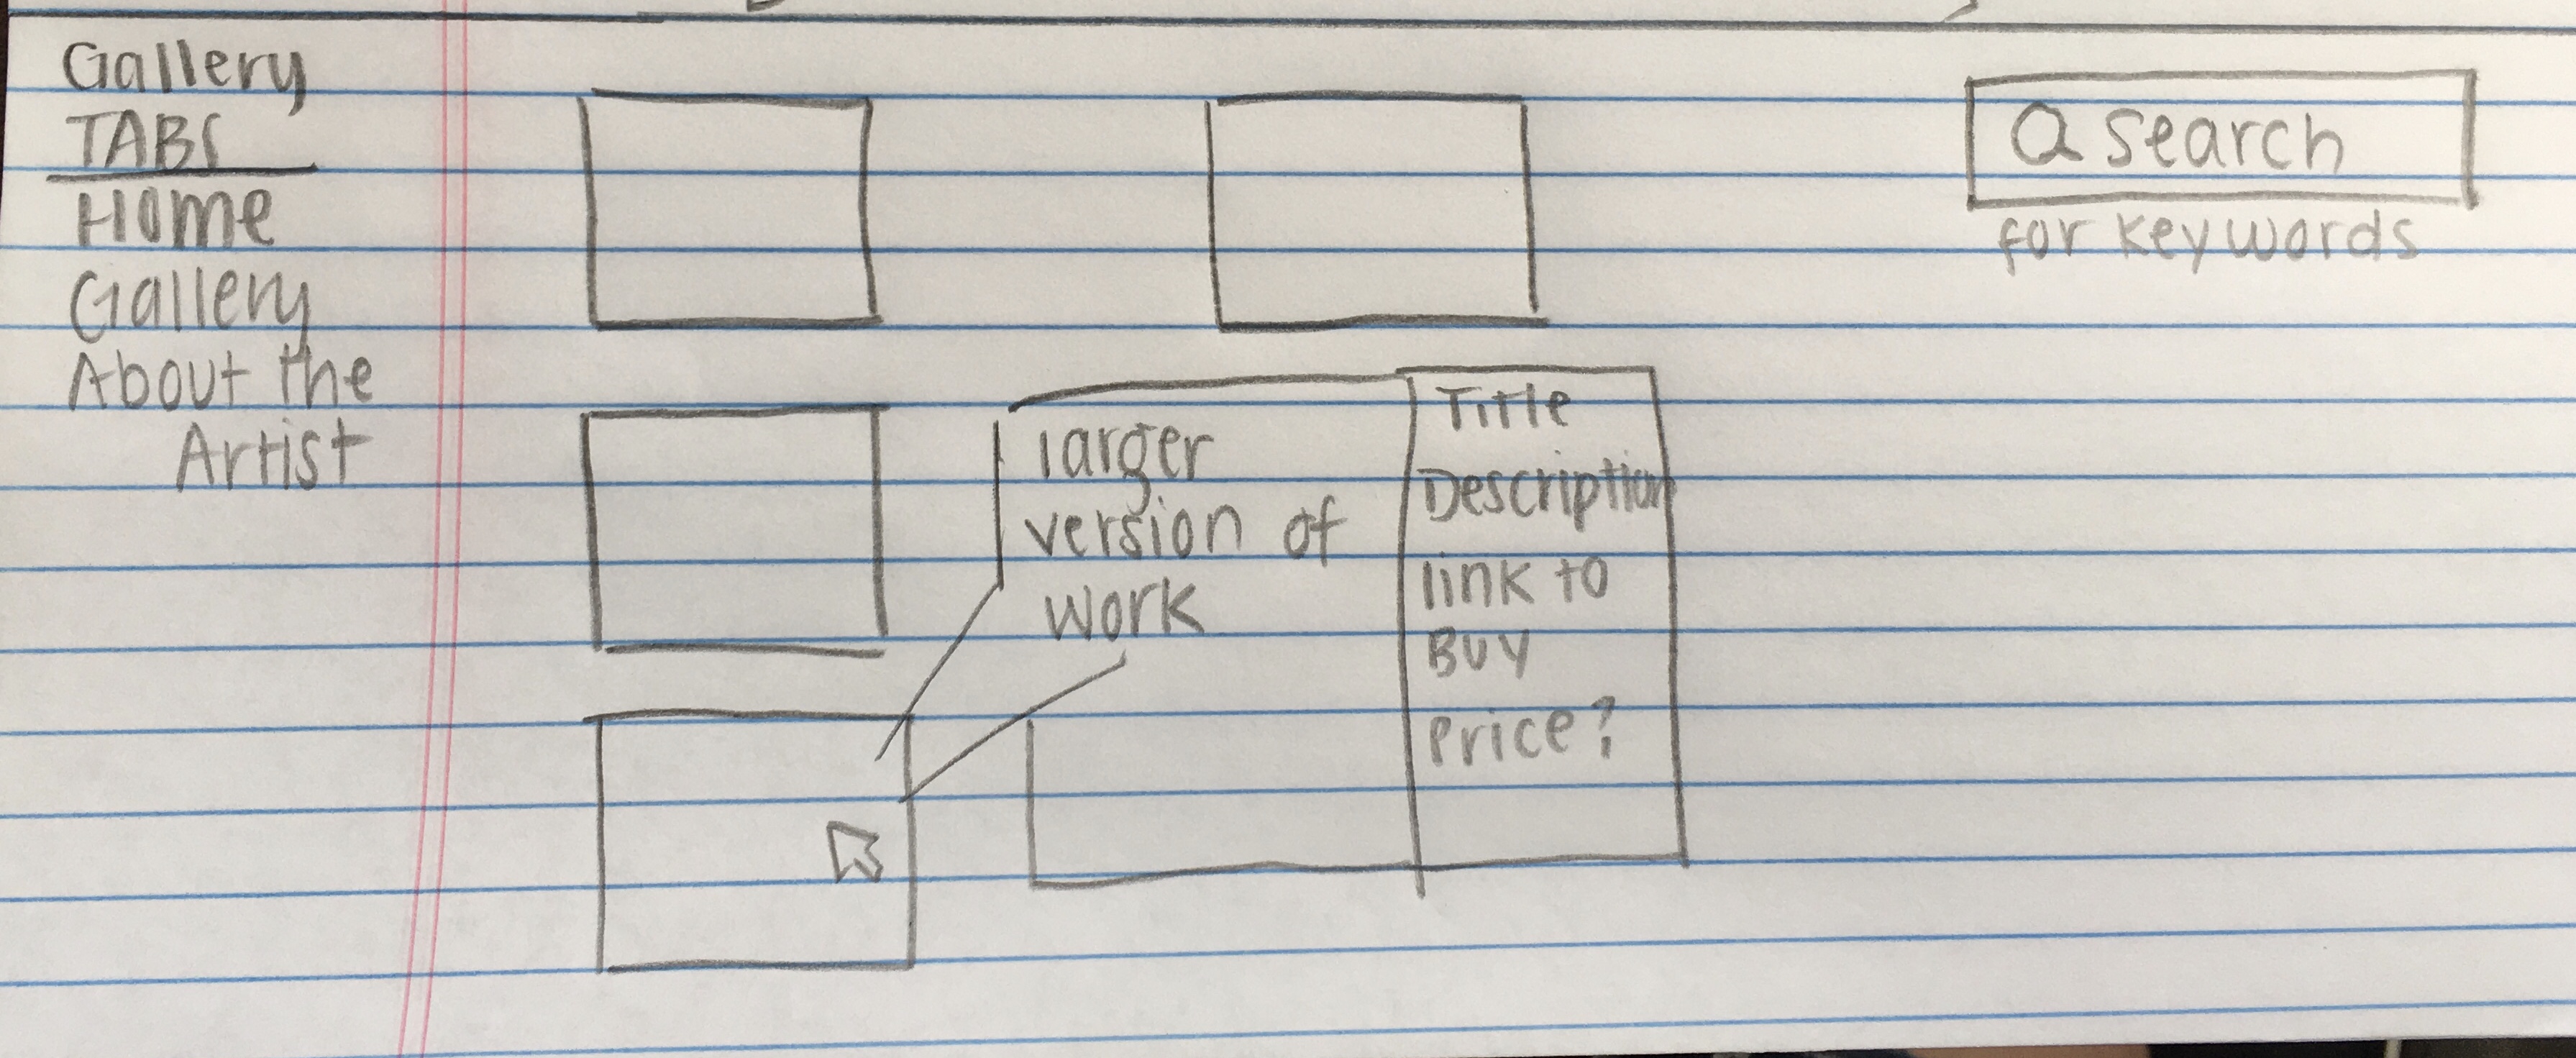 Gallery
TABS
Home
Gallery
About the
Artist
Search
for keywords
larger
version of
work
Title
Description
link to
Buy
Price?